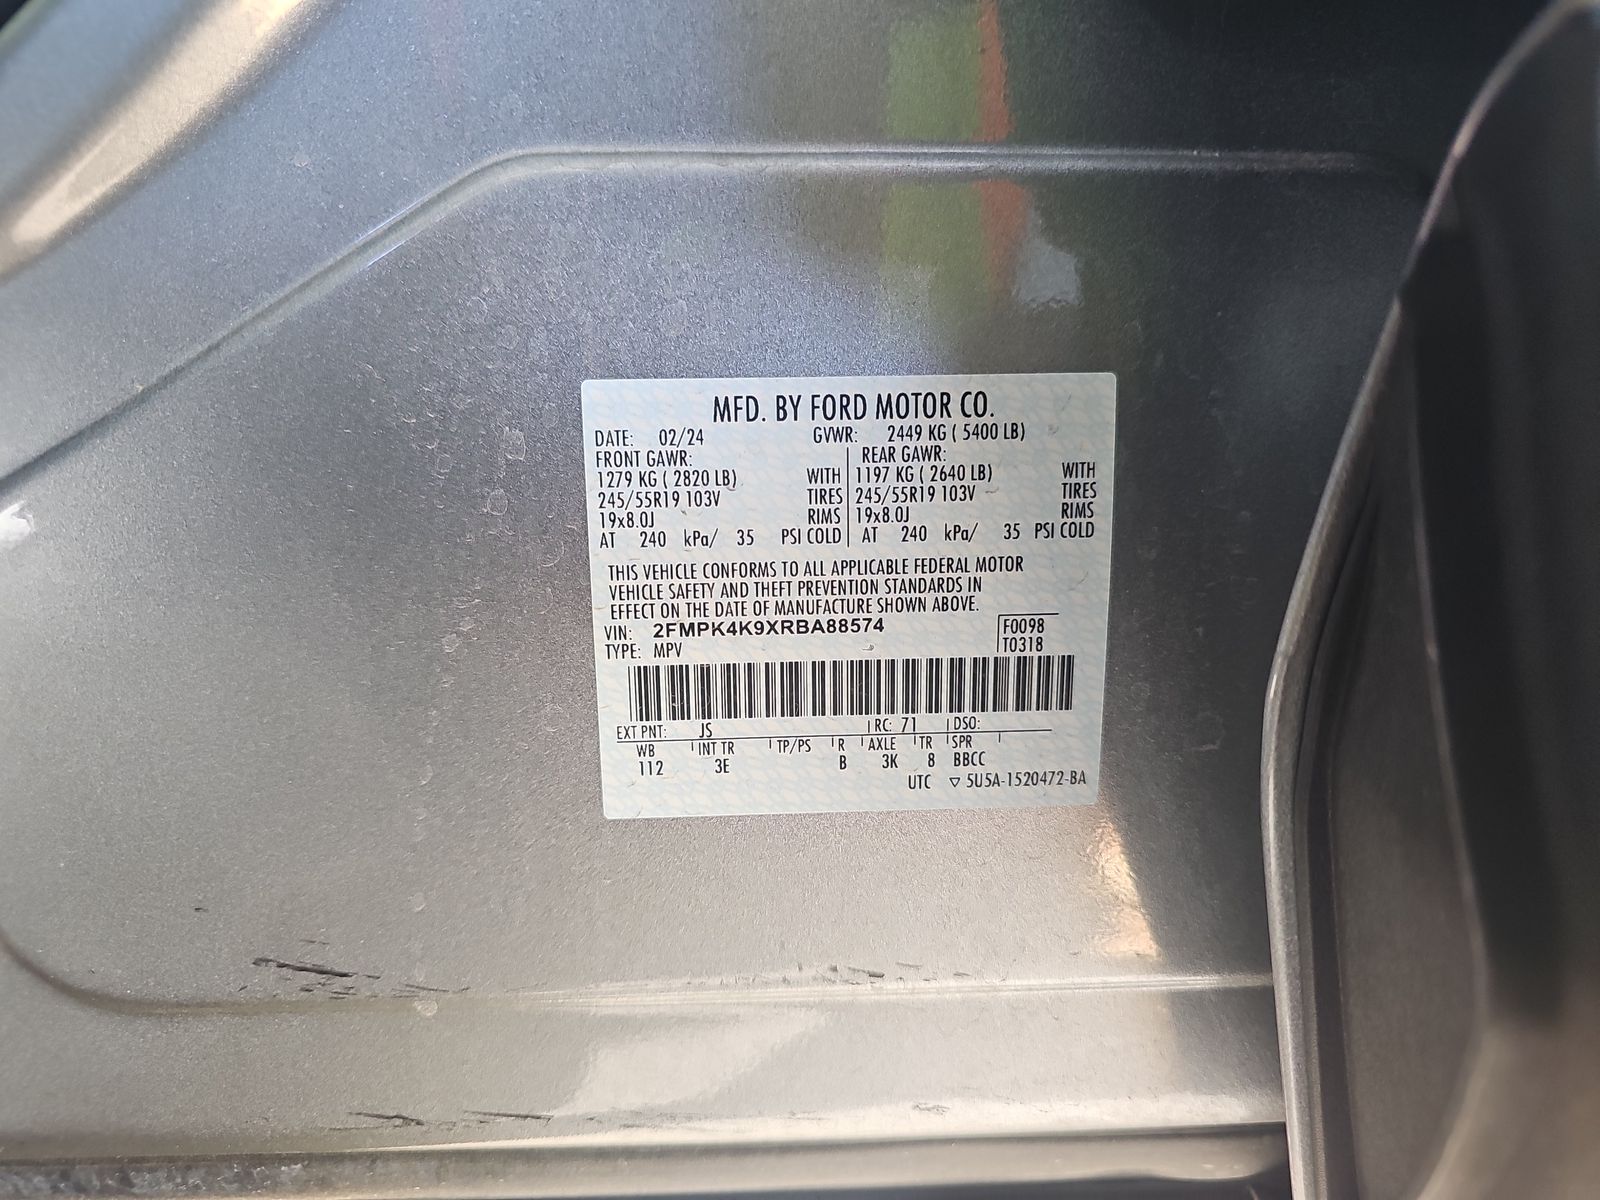 MFD. BY FORD MOTOR CO.
DATE: 02/24 GVWR: 2449 KG ( 5400 LB)
FRONT GAWR: REAR GAWR:
1279 KG ( 2820 LB) WITH 1197 KG ( 2640 LB) WITH
245/55R19 103V TIRES 245/55R19 103V TIRES
19x8.0J RIMS 19x8.0J RIMS
AT 240 kPa/ 35 PSI COLD AT 240 kPa/ 35 PSI COLD
THIS VEHICLE CONFORMS TO ALL APPLICABLE FEDERAL MOTOR
VEHICLE SAFETY AND THEFT PREVENTION STANDARDS IN
EFFECT ON THE DATE OF MANUFACTURE SHOWN ABOVE.
VIN: 2FMPK4K9XRBA88574 F0098
TYPE: MPV T0318
EXT PNT: JS RC: 71 DSO:
WB INT TR TP/PS R AXLE TR SPR
112 3E B 3K 8 BBCC
UTC ▽ 5U5A-1520472-BA